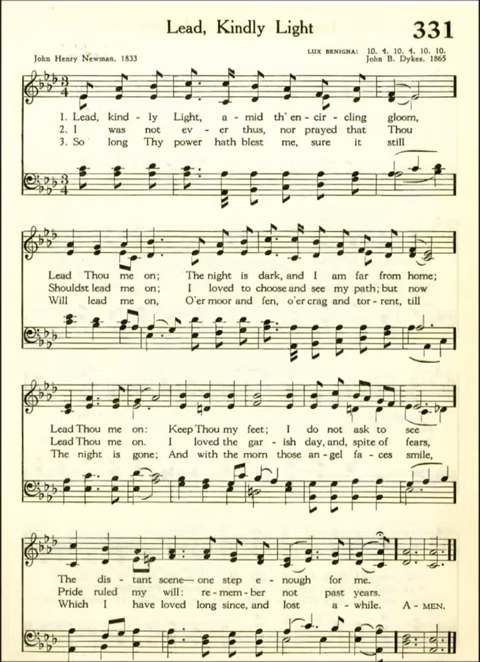 Lead, Kindly Light 331
LUX BENIGNA: 10. 4. 10. 4. 10. 10.
John Henry Newman, 1833 John B. Dykes, 1865
1. Lead, kind - ly Light, a - mid th' en - cir - cling gloom,
2. I was not ev - er thus, nor prayed that Thou
3. So long Thy power hath blest me, sure it still
Lead Thou me on; The night is dark, and I am far from home;
Shouldst lead me on; I loved to choose and see my path; but now
Will lead me on, O'er moor and fen, o'er crag and tor - rent, till
Lead Thou me on: Keep Thou my feet; I do not ask to see
Lead Thou me on. I loved the gar - ish day, and, spite of fears,
The night is gone; And with the morn those an - gel fa - ces smile,
The dis - tant scene— one step e - nough for me.
Pride ruled my will: re - mem - ber not past years.
Which I have loved long since, and lost a - while. A - MEN.